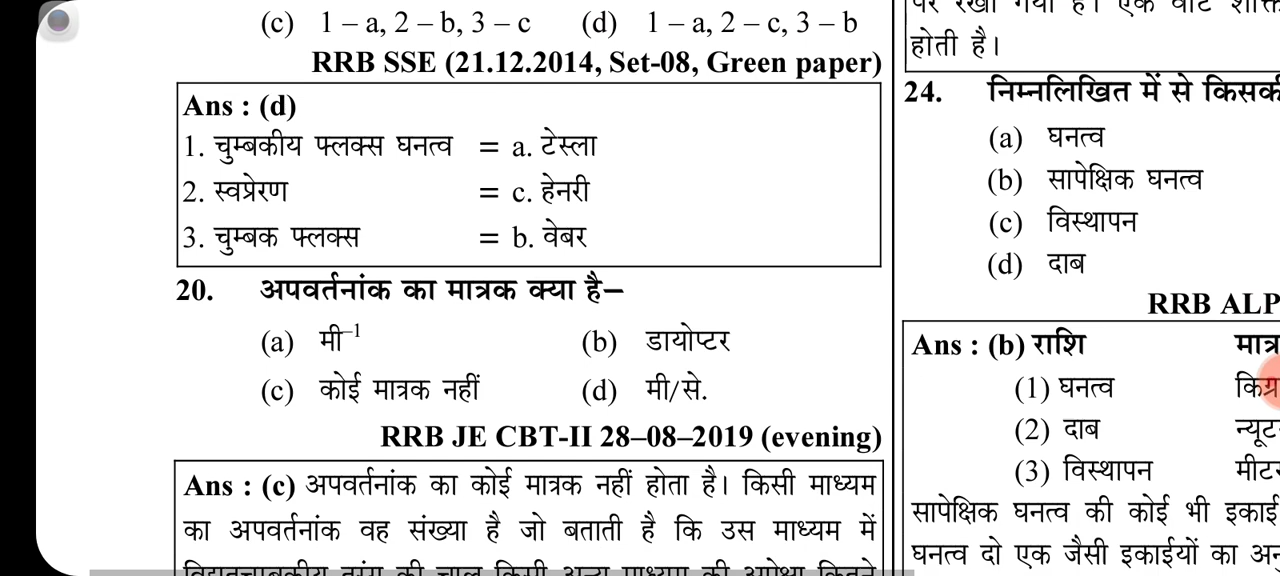 (c) 1 – a, 2 – b, 3 – c (d) 1 – a, 2 – c, 3 – b
RRB SSE (21.12.2014, Set-08, Green paper)
Ans : (d)
1. चुम्बकीय फ्लक्स घनत्व = a. टेस्ला
2. स्वप्रेरण = c. हेनरी
3. चुम्बक फ्लक्स = b. वेबर
20. अपवर्तनांक का मात्रक क्या है–
(a) मी⁻¹ (b) डायोप्टर
(c) कोई मात्रक नहीं (d) मी/से.
RRB JE CBT-II 28–08–2019 (evening)
Ans : (c) अपवर्तनांक का कोई मात्रक नहीं होता है। किसी माध्यम
का अपवर्तनांक वह संख्या है जो बताती है कि उस माध्यम में
होती है।
24. निम्नलिखित में से किसकी
(a) घनत्व
(b) सापेक्षिक घनत्व
(c) विस्थापन
(d) दाब
RRB ALP
Ans : (b) राशि
(1) घनत्व
(2) दाब
(3) विस्थापन
सापेक्षिक घनत्व की कोई भी इकाई
घनत्व दो एक जैसी इकाईयों का